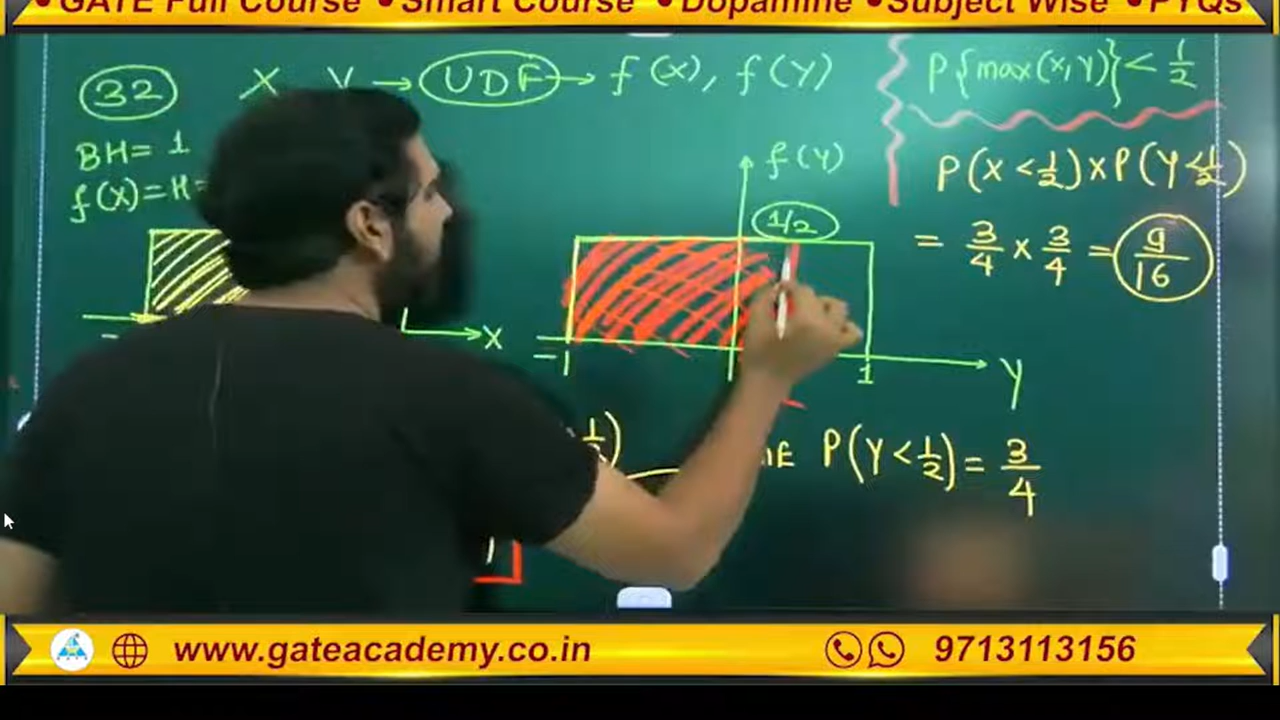 •GATE Full Course •Smart Course •Dopamine •Subject Wise •PYQs
32 X Y → UDF → f(X), f(Y)
P{max(X,Y)} < 1/2
BH = 1
f(X) = H =
X
-1
f(Y)
1/2
1
Y
P(X < 1/2) x P(Y < 1/2)
= 3/4 x 3/4 = 9/16
P(Y < 1/2) = 3/4
www.gateacademy.co.in 9713113156